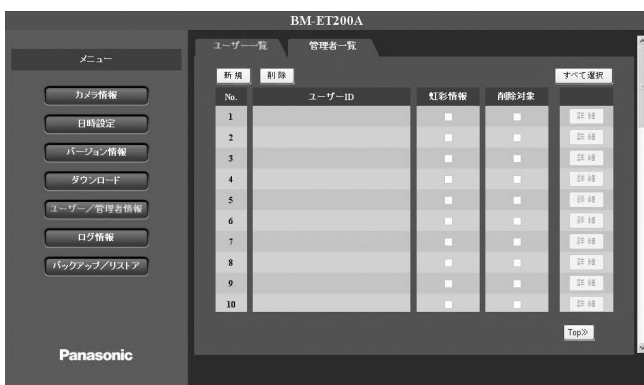 BM-ET200A
メニュー
カメラ情報
日時設定
バージョン情報
ダウンロード
ユーザー/管理者情報
ログ情報
バックアップ/リストア
Panasonic
ユーザー一覧 管理者一覧
新規 削除 すべて選択
No. ユーザーID 虹彩情報 削除対象
1 詳細
2 詳細
3 詳細
4 詳細
5 詳細
6 詳細
7 詳細
8 詳細
9 詳細
10 詳細
Top≫